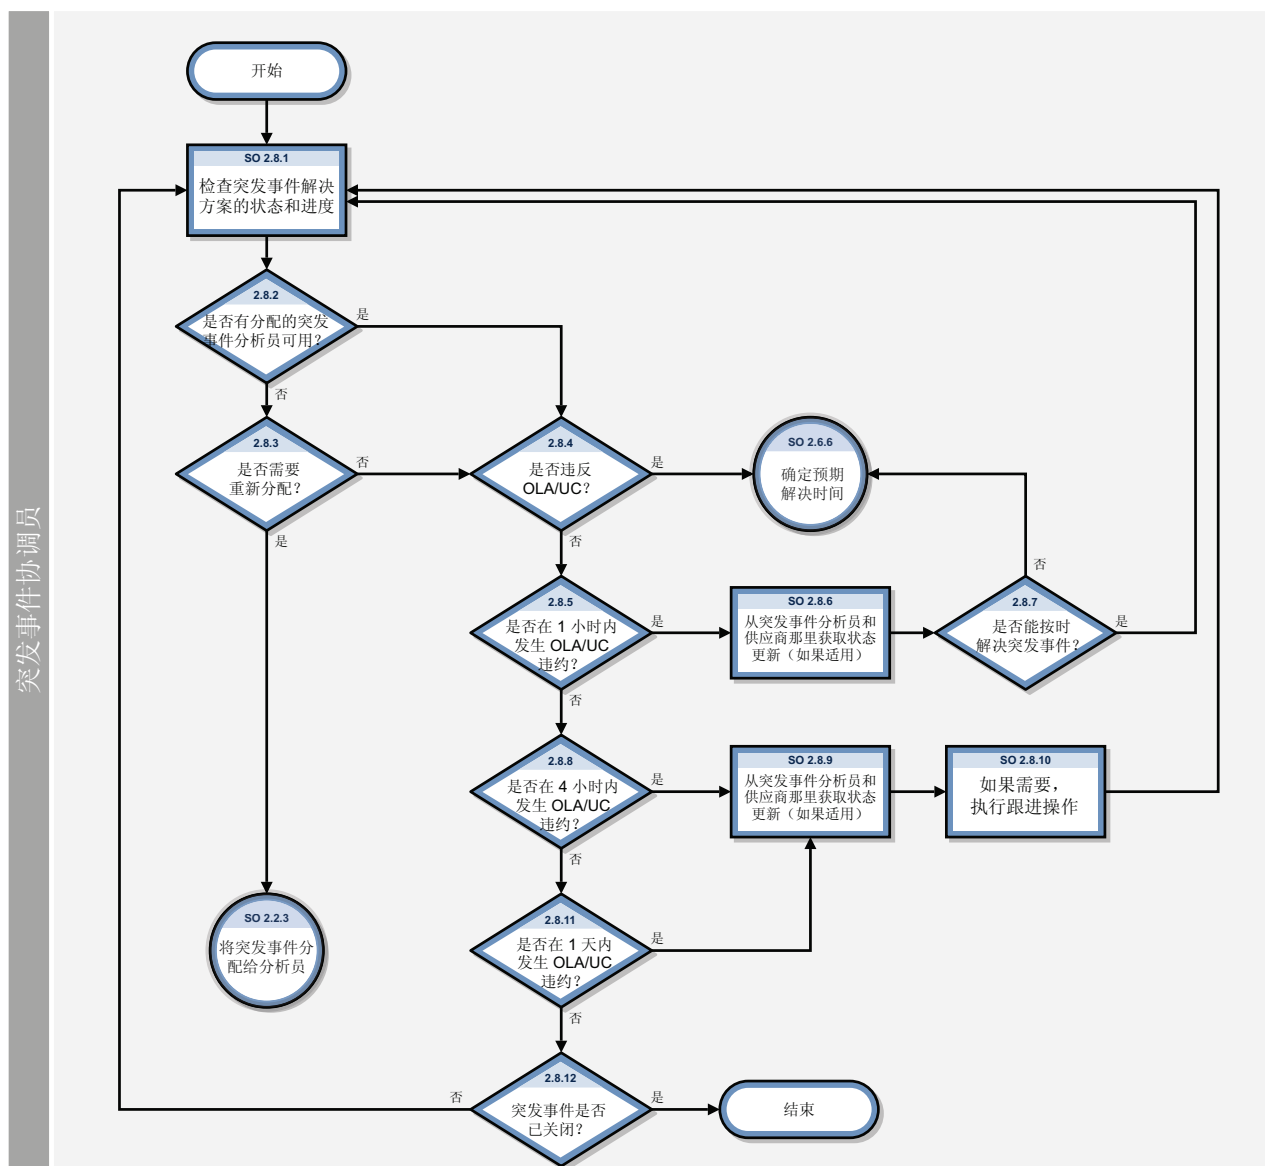 突发事件协调员
开始
SO 2.8.1
检查突发事件解决
方案的状态和进度
2.8.2
是否有分配的突发
事件分析员可用？
是
否
2.8.3
是否需要
重新分配？
否
是
2.8.4
是否违反
OLA/UC？
是
否
SO 2.6.6
确定预期
解决时间
2.8.5
是否在 1 小时内
发生 OLA/UC
违约？
是
否
SO 2.8.6
从突发事件分析员和
供应商那里获取状态
更新（如果适用）
2.8.7
是否能按时
解决突发事件？
否
是
2.8.8
是否在 4 小时内
发生 OLA/UC
违约？
是
否
SO 2.8.9
从突发事件分析员和
供应商那里获取状态
更新（如果适用）
SO 2.8.10
如果需要，
执行跟进操作
SO 2.2.3
将突发事件分
配给分析员
2.8.11
是否在 1 天内
发生 OLA/UC
违约？
是
否
2.8.12
突发事件是否
已关闭？
否
是
结束